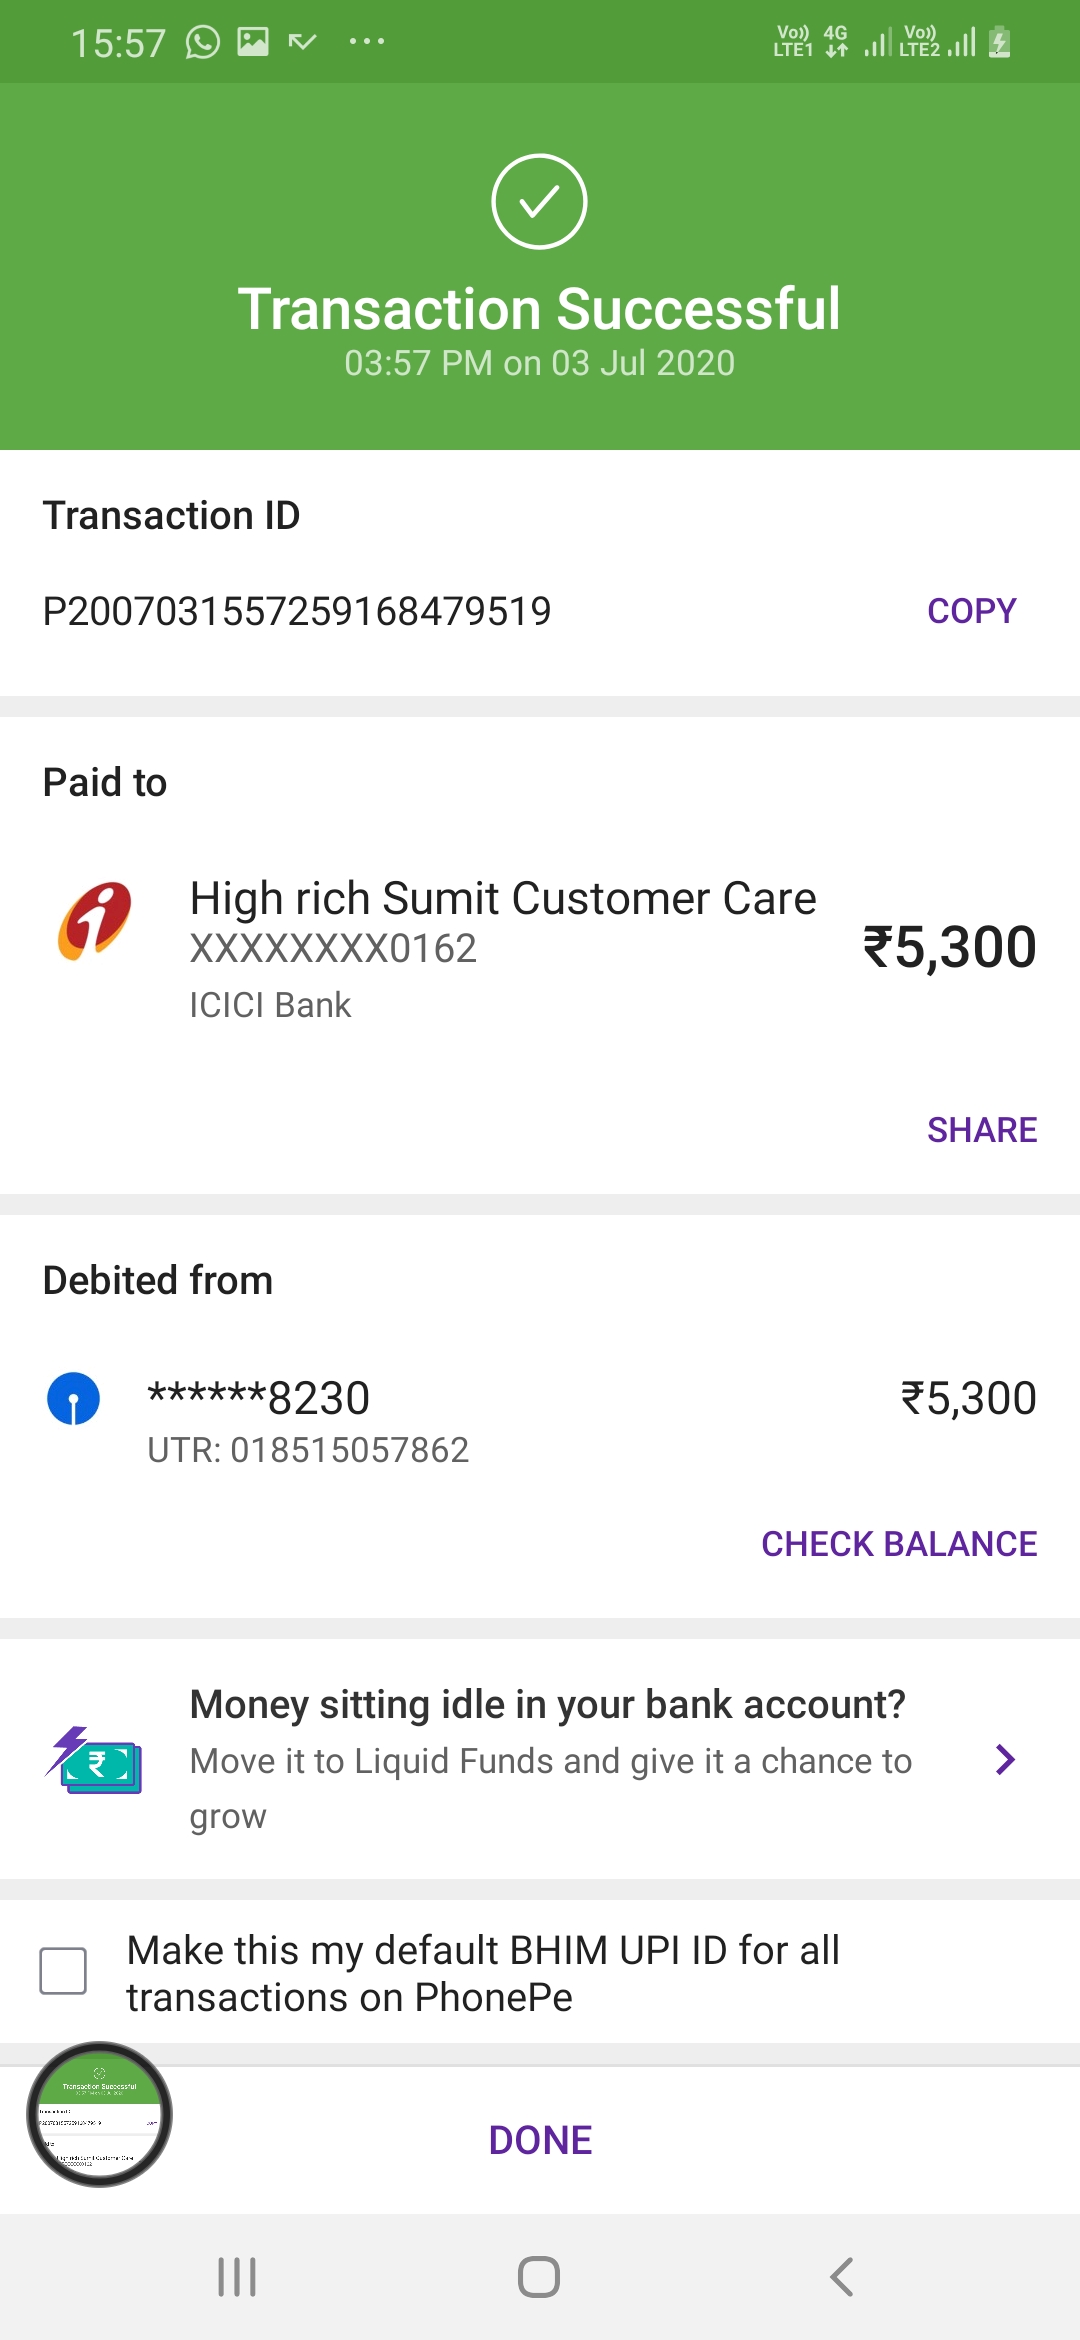 15:57
Vo)) LTE1 4G Vo)) LTE2
Transaction Successful
03:57 PM on 03 Jul 2020
Transaction ID
P2007031557259168479519 COPY
Paid to
High rich Sumit Customer Care
XXXXXXXX0162
₹5,300
ICICI Bank
SHARE
Debited from
******8230 ₹5,300
UTR: 018515057862
CHECK BALANCE
Money sitting idle in your bank account?
Move it to Liquid Funds and give it a chance to
grow
Make this my default BHIM UPI ID for all
transactions on PhonePe
Transaction Successful
DONE